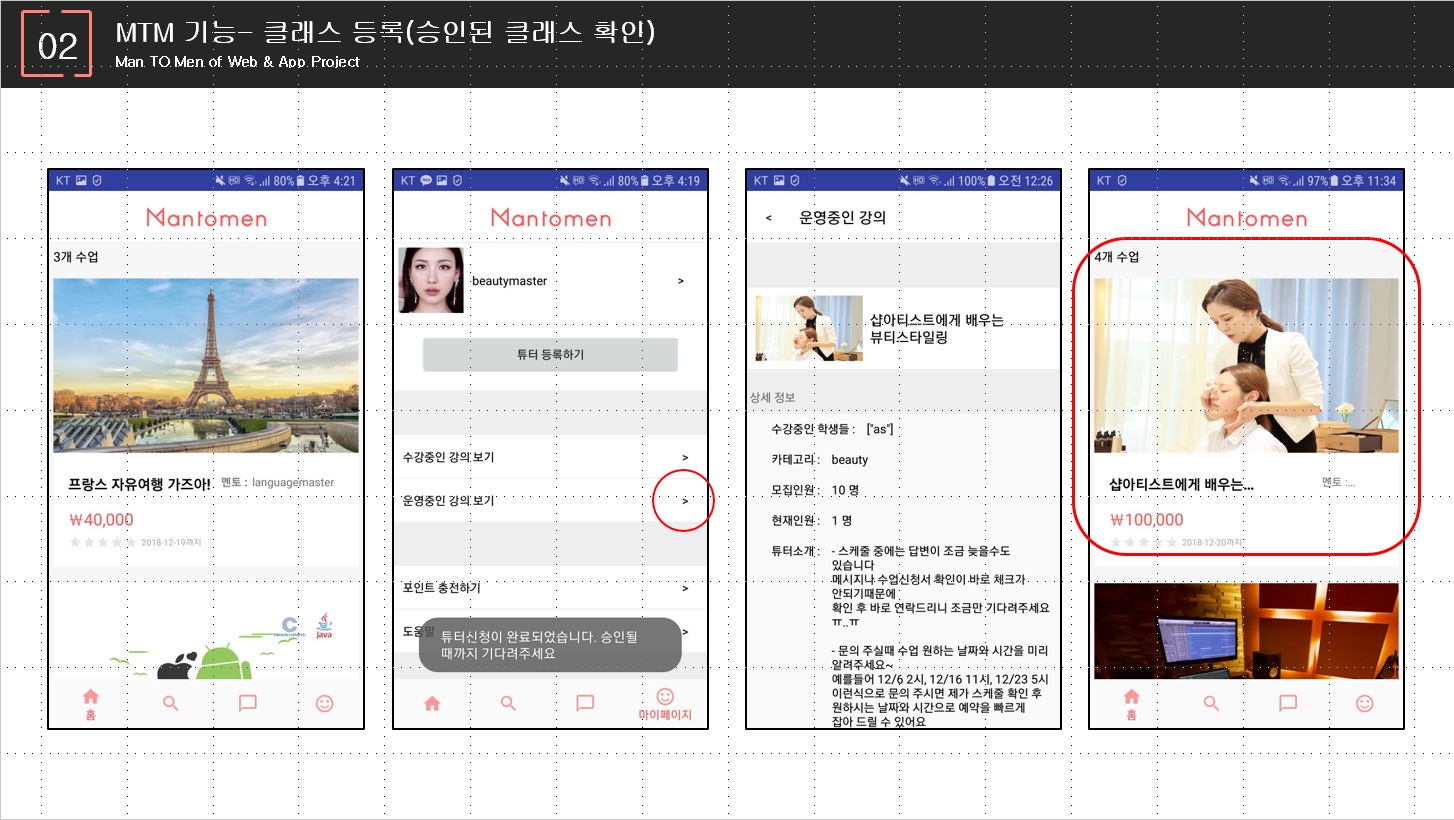 02
MTM 기능- 클래스 등록(승인된 클래스 확인)
Man TO Men of Web & App Project
KT 80% 오후 4:21
Mantomen
3개 수업
프랑스 자유여행 가즈아! 멘토 : languagemaster
₩40,000
2018-12-19까지
C
Java
홈
KT 80% 오후 4:19
Mantomen
beautymaster >
튜터 등록하기
수강중인 강의 보기 >
운영중인 강의 보기 >
포인트 충전하기 >
도움말 >
튜터신청이 완료되었습니다. 승인될
때까지 기다려주세요
마이페이지
KT 100% 오전 12:26
< 운영중인 강의
샵아티스트에게 배우는
뷰티스타일링
상세 정보
수강중인 학생들 : ["as"]
카테고리 : beauty
모집인원 : 10 명
현재인원 : 1 명
튜터소개 : - 스케줄 중에는 답변이 조금 늦을수도
있습니다
메시지나 수업신청서 확인이 바로 체크가
안되기때문에
확인 후 바로 연락드리니 조금만 기다려주세요
ㅠ..ㅠ
- 문의 주실때 수업 원하는 날짜와 시간을 미리
알려주세요~
예를들어 12/6 2시, 12/16 11시, 12/23 5시
이런식으로 문의 주시면 제가 스케줄 확인 후
원하시는 날짜와 시간으로 예약을 빠르게
잡아 드릴 수 있어요
KT 97% 오후 11:34
Mantomen
4개 수업
샵아티스트에게 배우는... 멘토 :...
₩100,000
2018-12-20까지
홈